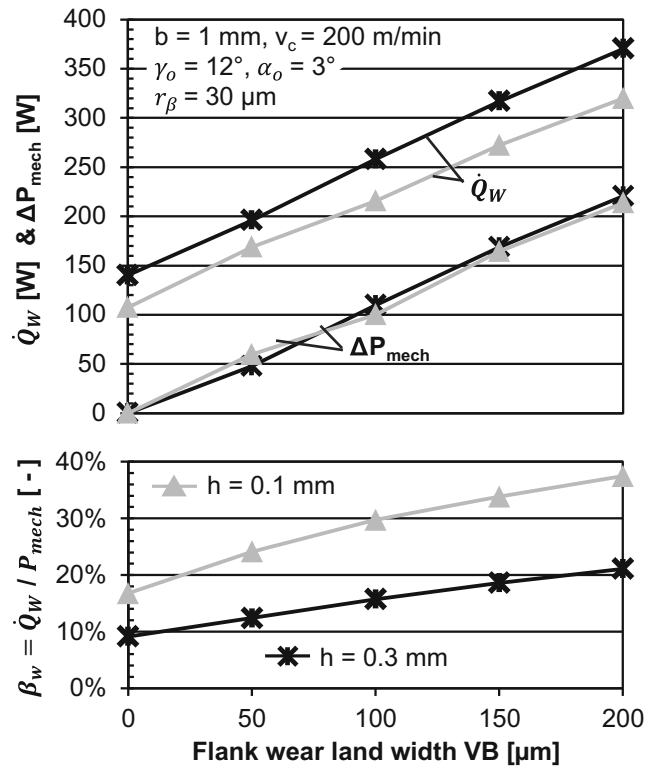 400
350
300
250
200
150
100
50
0
Q̇_W [W] & ΔP_mech [W]
b = 1 mm, v_c = 200 m/min
γ_o = 12°, α_o = 3°
r_β = 30 µm
Q̇_W
ΔP_mech
40%
30%
20%
10%
0%
β_w = Q̇_W / P_mech [ - ]
h = 0.1 mm
h = 0.3 mm
0 50 100 150 200
Flank wear land width VB [µm]